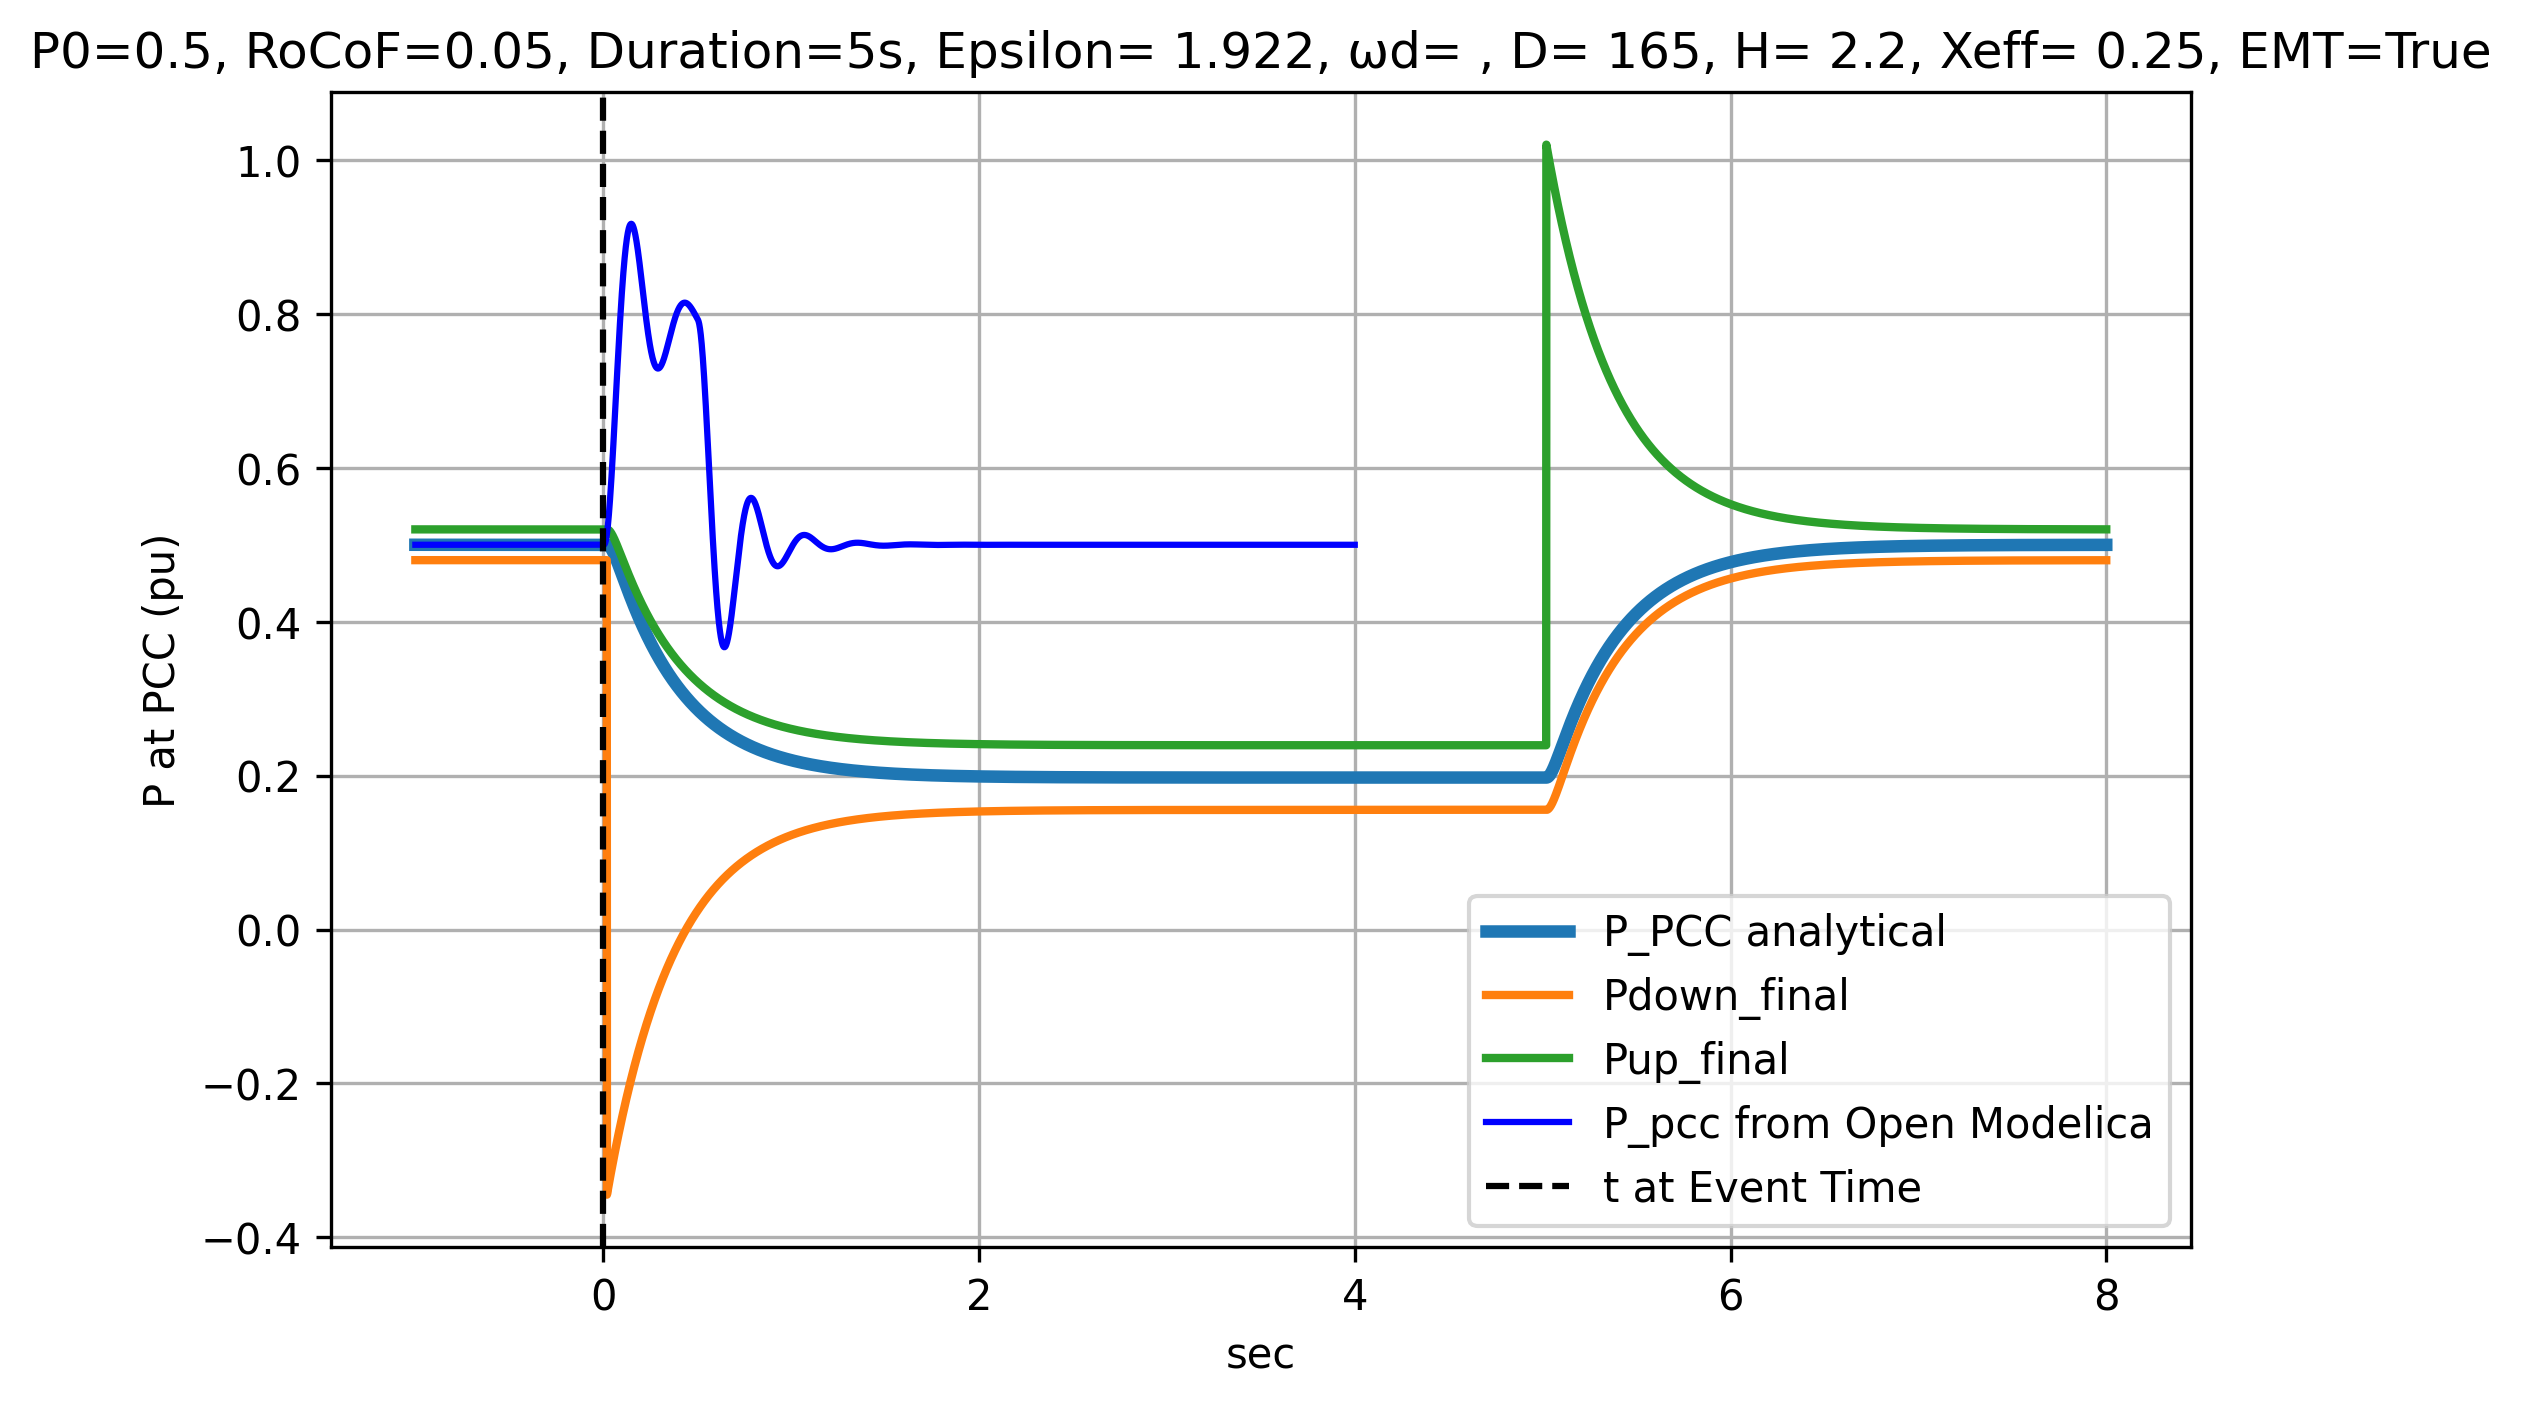 P0=0.5, RoCoF=0.05, Duration=5s, Epsilon= 1.922, ωd= , D= 165, H= 2.2, Xeff= 0.25, EMT=True
1.0
0.8
0.6
0.4
0.2
0.0
−0.2
−0.4
P at PCC (pu)
P_PCC analytical
Pdown_final
Pup_final
P_pcc from Open Modelica
t at Event Time
0 2 4 6 8
sec